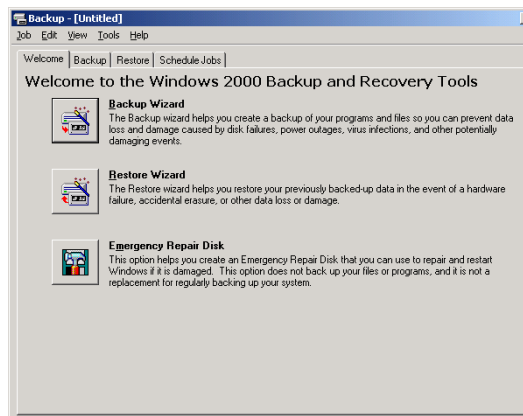 Backup - [Untitled]
Job Edit View Tools Help
Welcome Backup Restore Schedule Jobs
Welcome to the Windows 2000 Backup and Recovery Tools
Backup Wizard
The Backup wizard helps you create a backup of your programs and files so you can prevent data
loss and damage caused by disk failures, power outages, virus infections, and other potentially
damaging events.
Restore Wizard
The Restore wizard helps you restore your previously backed-up data in the event of a hardware
failure, accidental erasure, or other data loss or damage.
Emergency Repair Disk
This option helps you create an Emergency Repair Disk that you can use to repair and restart
Windows if it is damaged. This option does not back up your files or programs, and it is not a
replacement for regularly backing up your system.